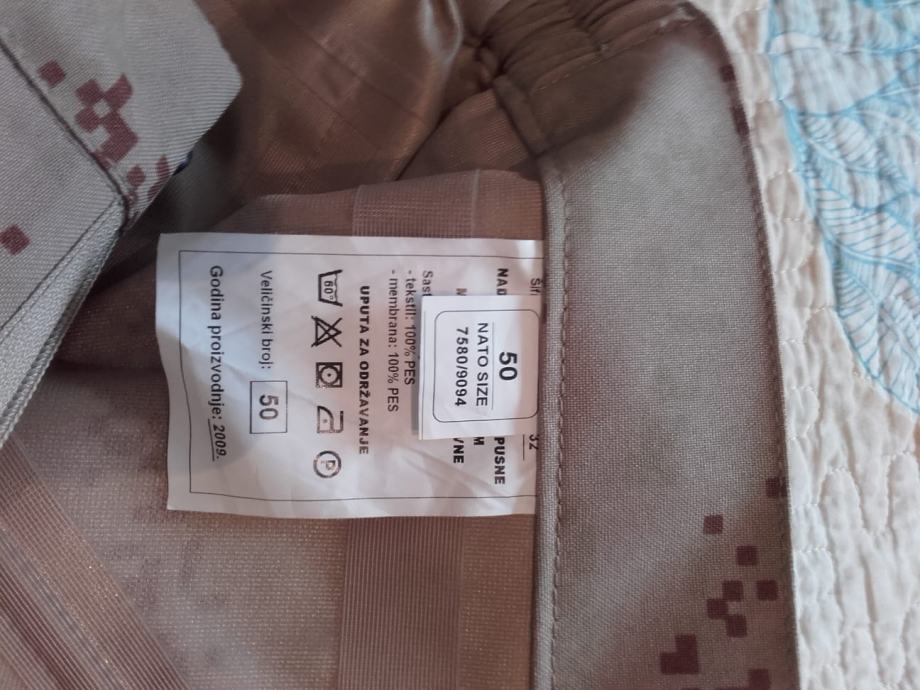 50
NATO SIZE
7580/9094
- tekstil: 100% PES
- membrana: 100% PES
UPUTA ZA ODRŽAVANJE
60° P
Veličinski broj: 50
Godina proizvodnje: 2009.